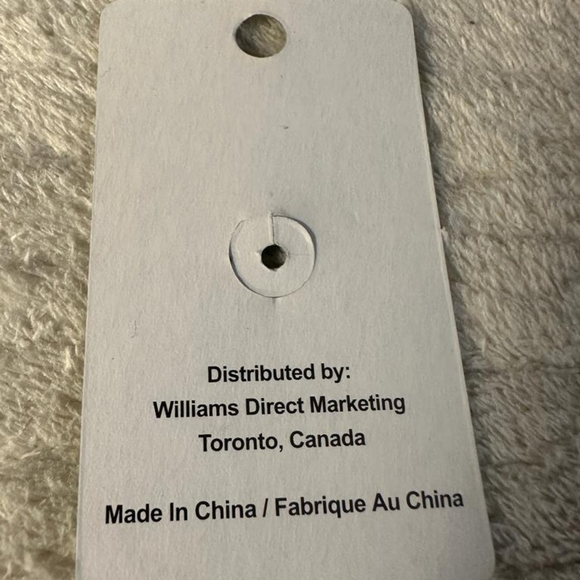 Distributed by:
Williams Direct Marketing
Toronto, Canada
Made In China / Fabrique Au China